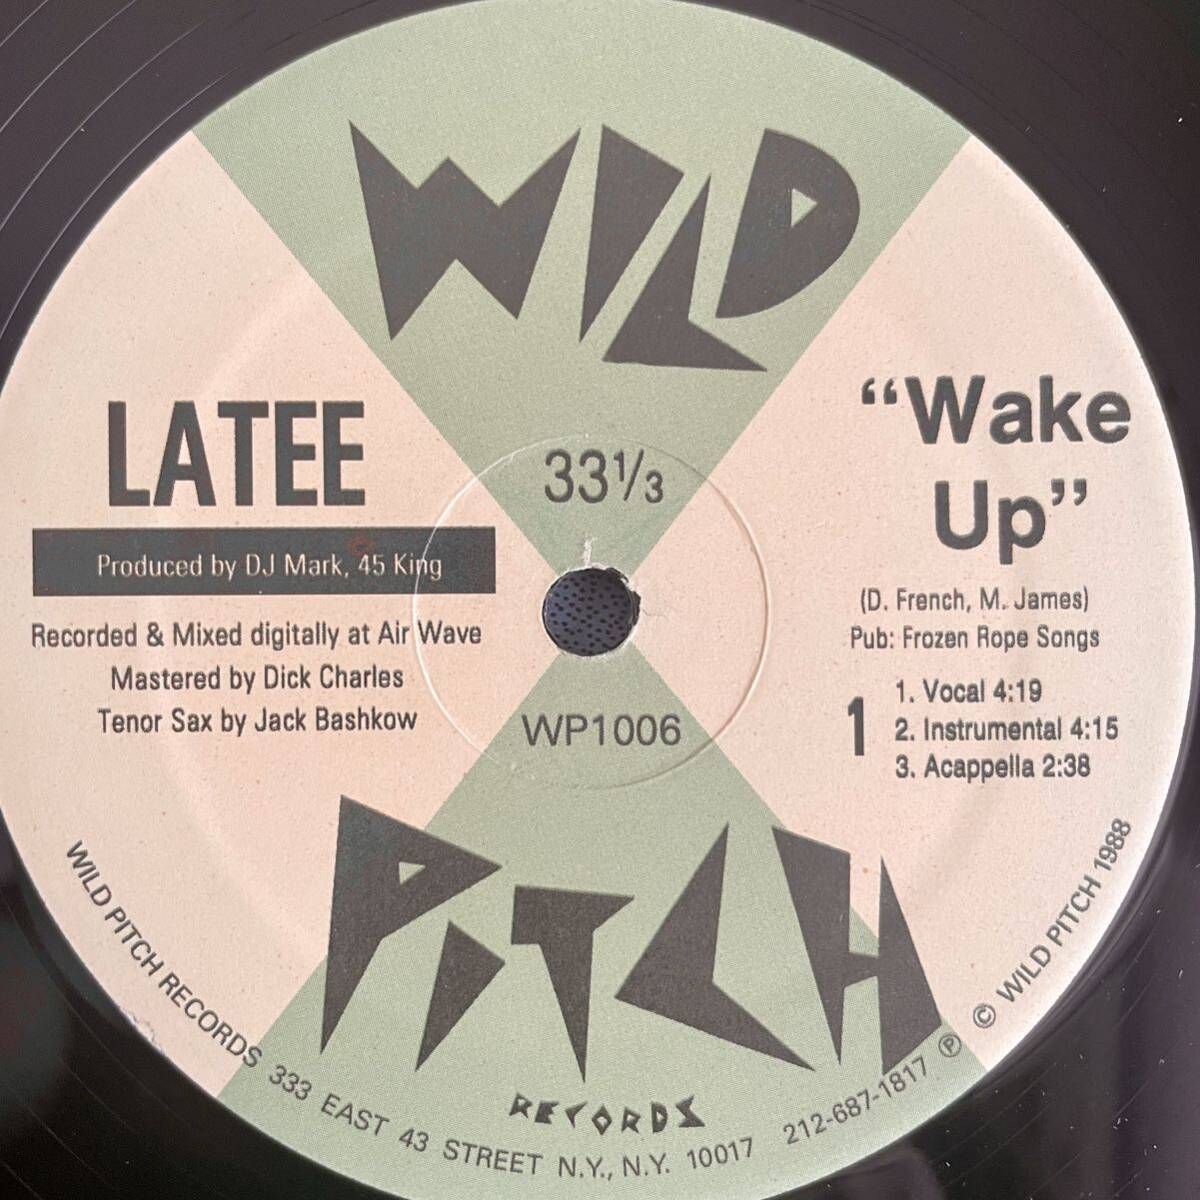 WILD
33⅓
LATEE
Produced by DJ Mark, 45 King
Recorded & Mixed digitally at Air Wave
Mastered by Dick Charles
Tenor Sax by Jack Bashkow
“Wake
Up”
(D. French, M. James)
Pub: Frozen Rope Songs
1
1. Vocal 4:19
2. Instrumental 4:15
3. Acappella 2:38
WP1006
PITCH
RECORDS
WILD PITCH RECORDS 333 EAST 43 STREET N.Y., N.Y. 10017 212-687-1817 ℗ © WILD PITCH 1988